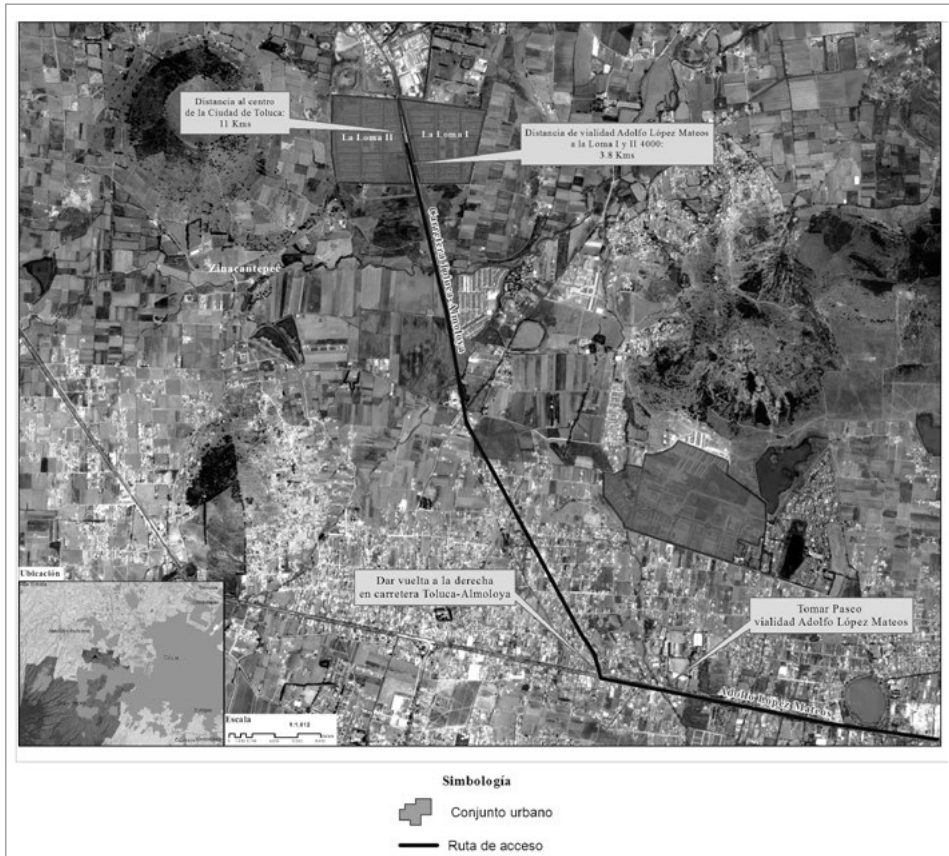 Distancia al centro
de la Ciudad de Toluca:
11 Kms
La Loma II
La Loma I
Distancia de vialidad Adolfo López Mateos
a la Loma I y II 4000:
3.8 Kms
Carretera Toluca-Almoloya
Zinacantepec
Dar vuelta a la derecha
en carretera Toluca-Almoloya
Tomar Paseo
vialidad Adolfo López Mateos
Adolfo López Mateos
Ubicación
Escala
Simbología
Conjunto urbano
Ruta de acceso